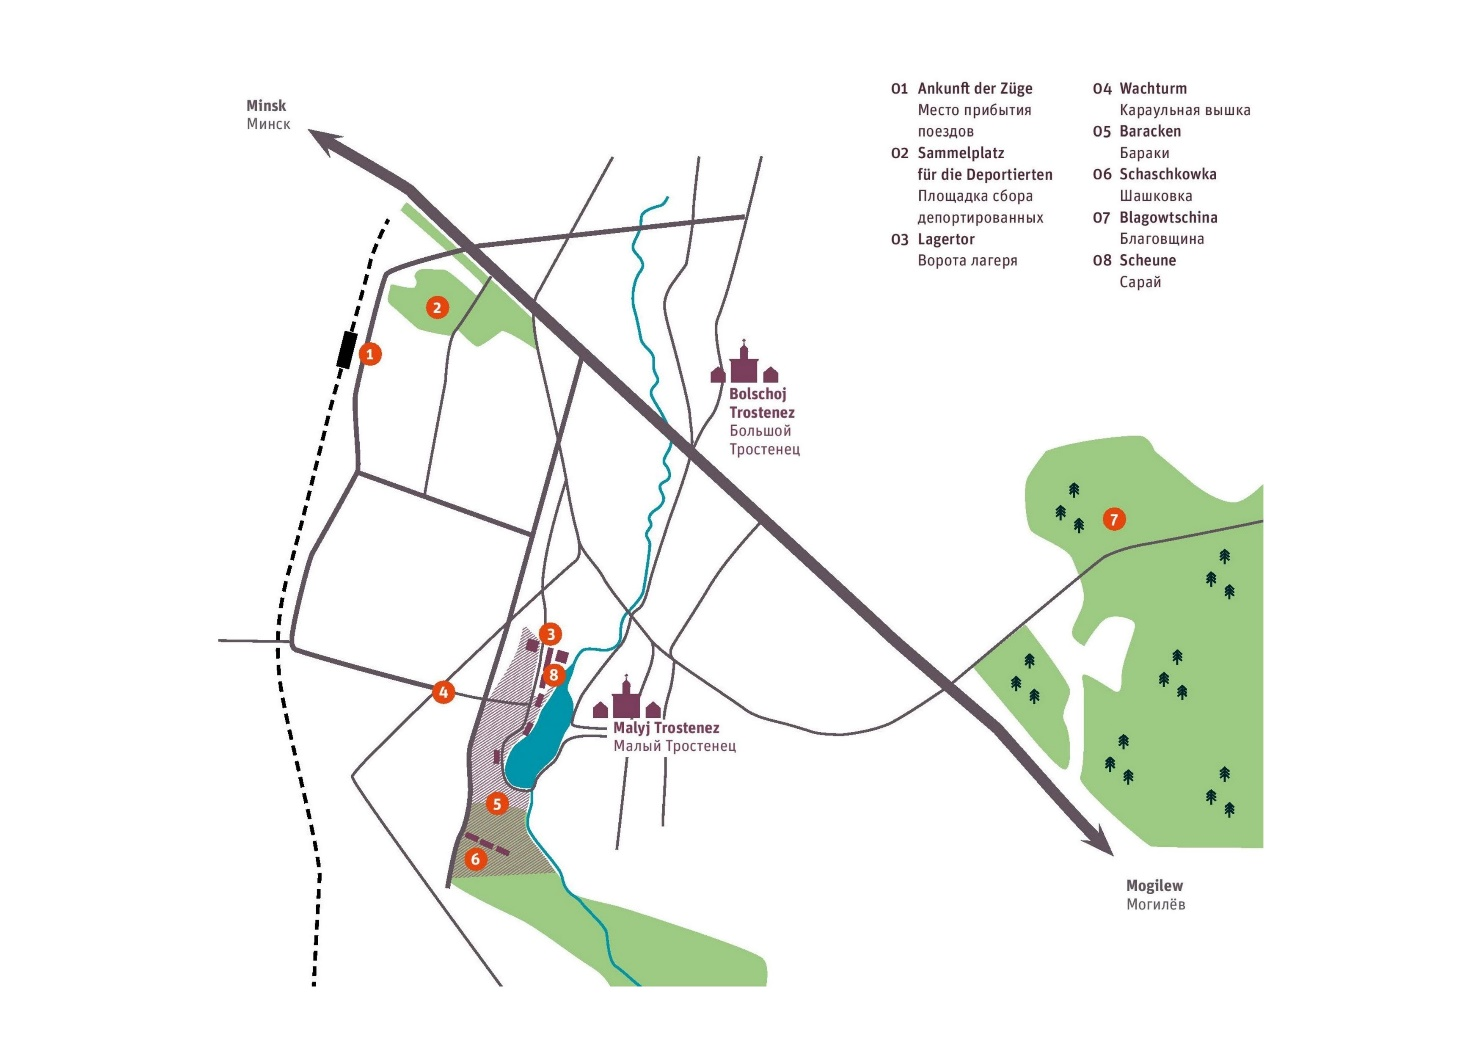 Minsk
Минск
01 Ankunft der Züge
Место прибытия
поездов
02 Sammelplatz
für die Deportierten
Площадка сбора
депортированных
03 Lagertor
Ворота лагеря
04 Wachturm
Караульная вышка
05 Baracken
Бараки
06 Schaschkowka
Шашковка
07 Blagowtschina
Благовщина
08 Scheune
Сарай
2
1
Bolschoj
Trostenez
Большой
Тростенец
7
3
8
4
Malyj Trostenez
Малый Тростенец
5
6
Mogilew
Могилёв